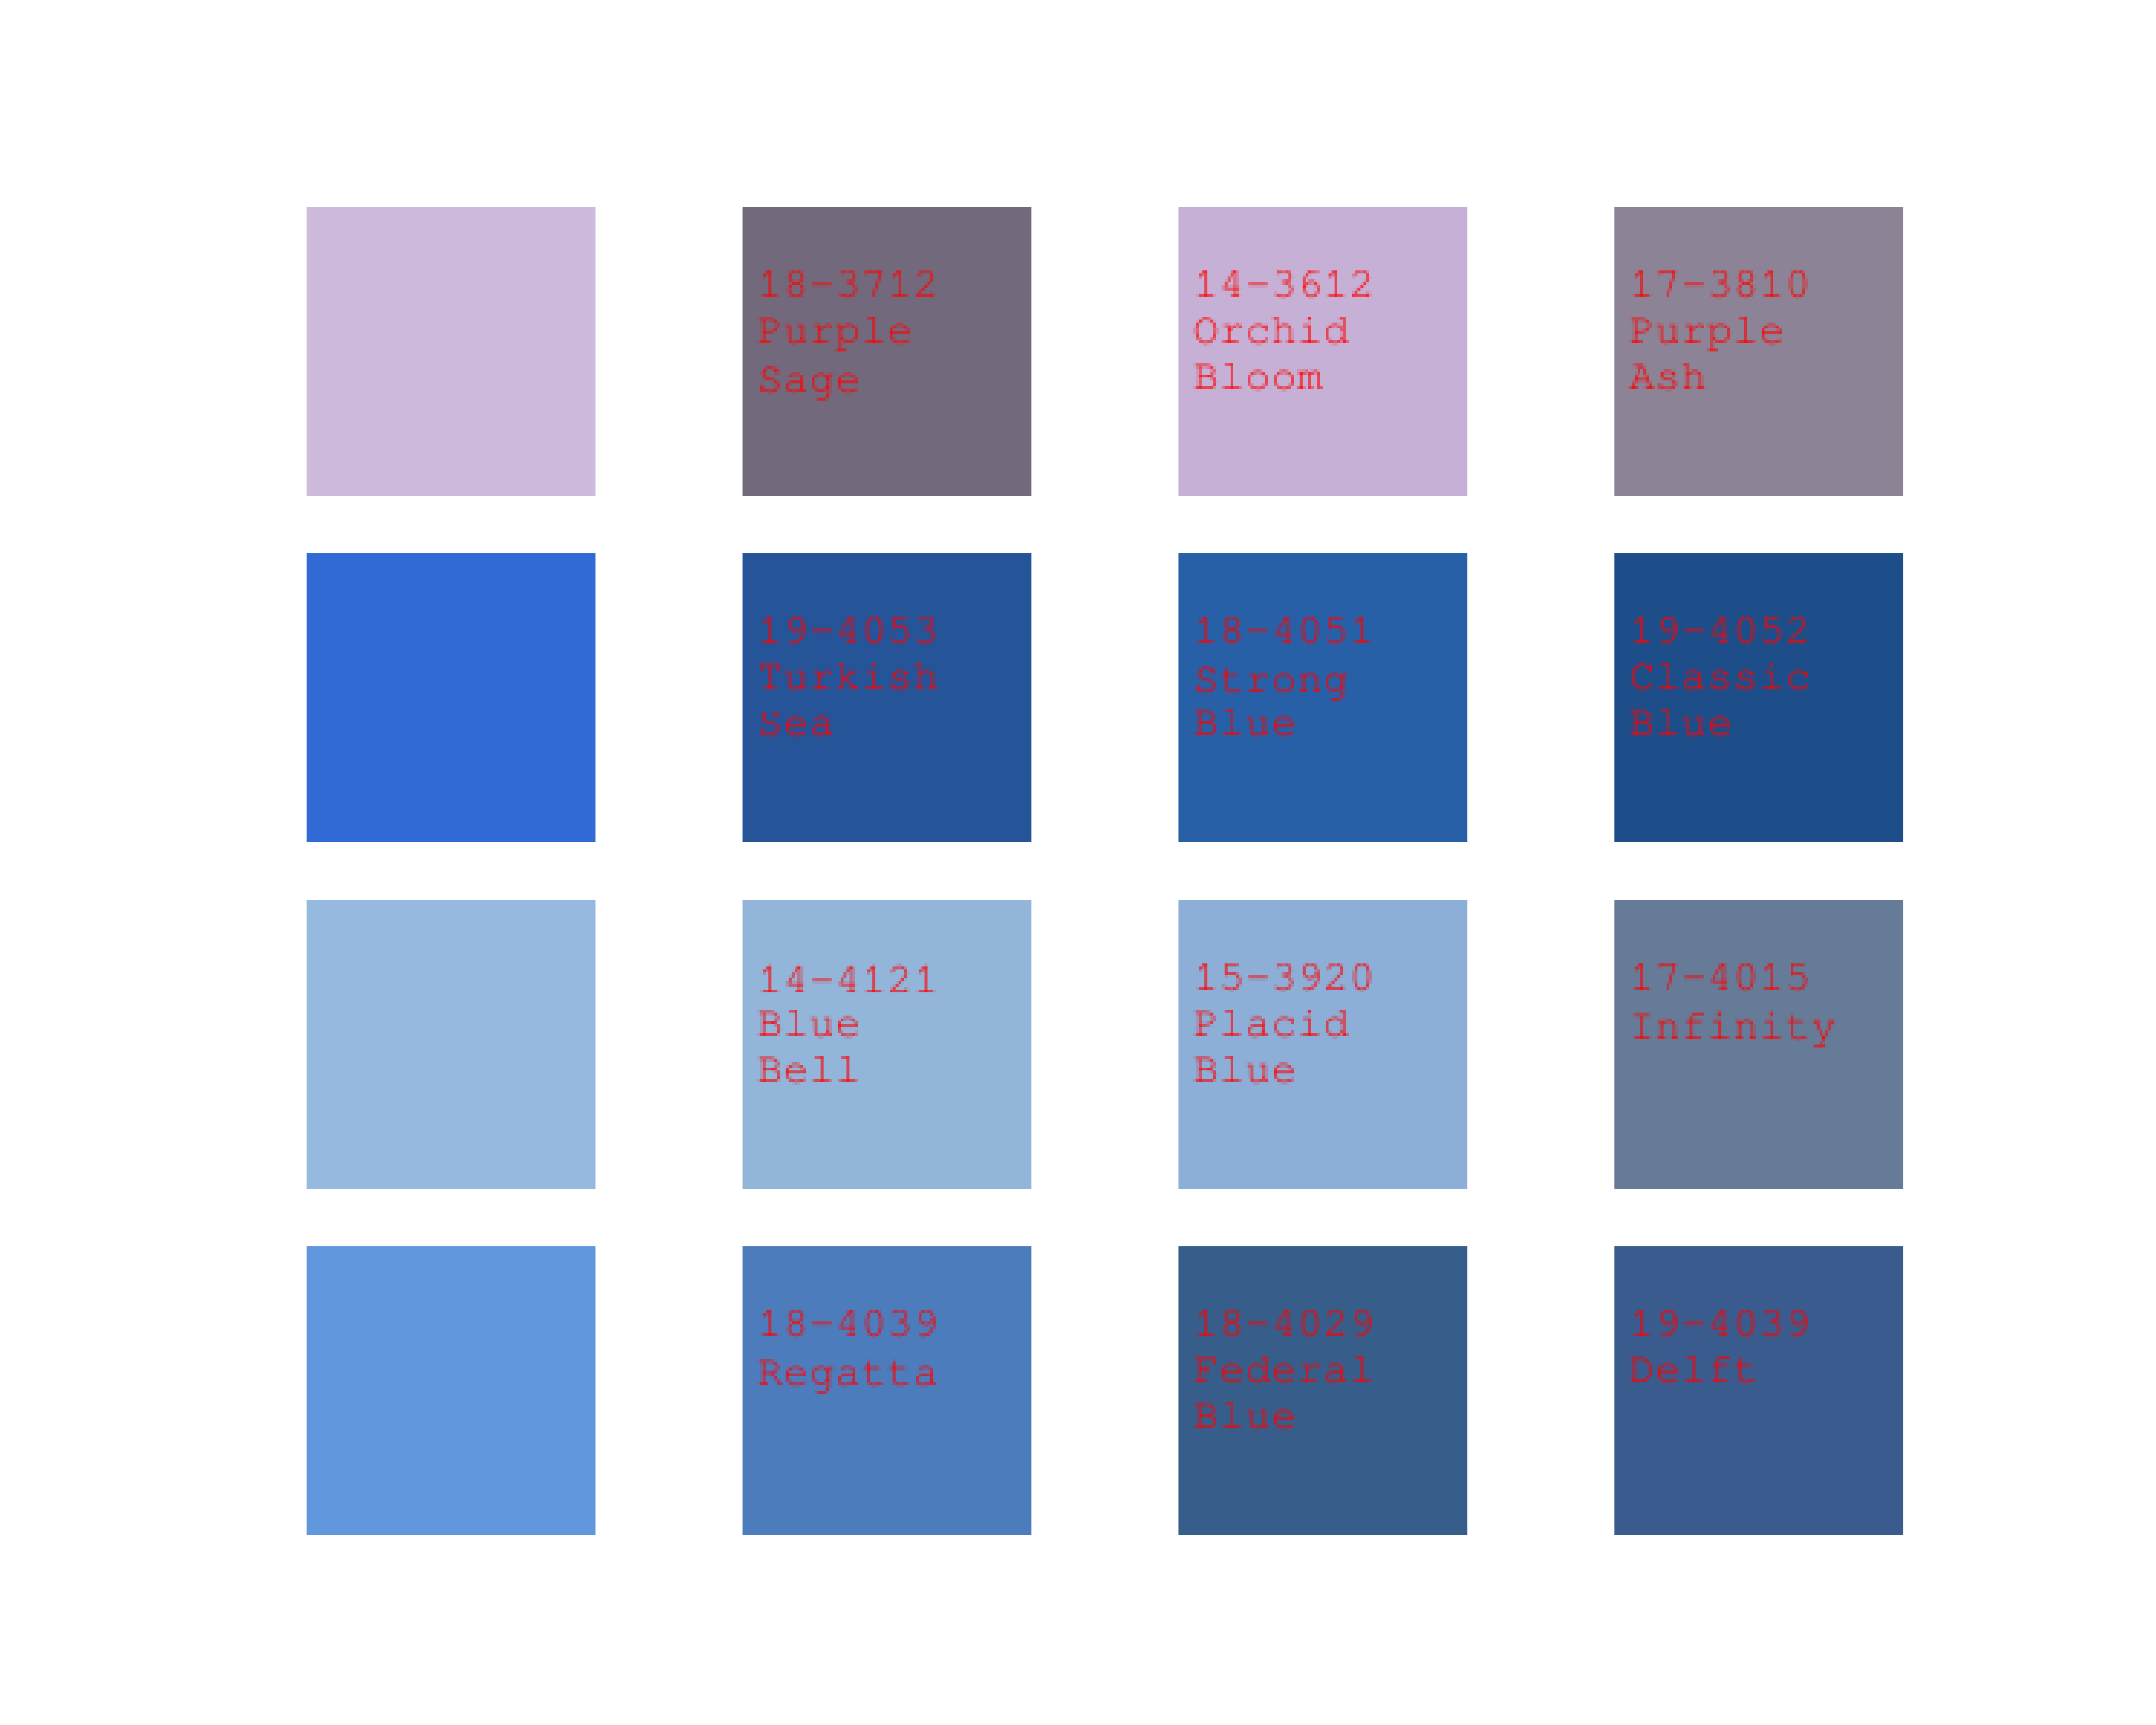 18-3712
Purple
Sage
14-3612
Orchid
Bloom
17-3810
Purple
Ash
19-4053
Turkish
Sea
18-4051
Strong
Blue
19-4052
Classic
Blue
14-4121
Blue
Bell
15-3920
Placid
Blue
17-4015
Infinity
18-4039
Regatta
18-4029
Federal
Blue
19-4039
Delft